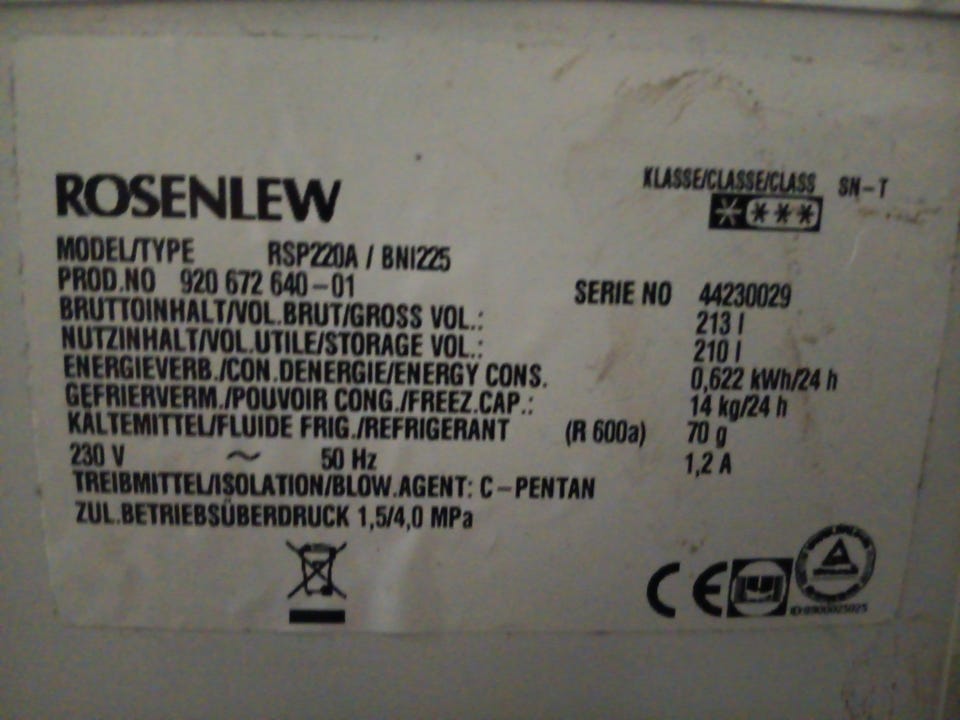 ROSENLEW
KLASSE/CLASSE/CLASS SN-T
MODEL/TYPE RSP220A / BNI225
PROD.NO 920 672 640-01
SERIE NO 44230029
BRUTTOINHALT/VOL.BRUT/GROSS VOL.: 213 l
NUTZINHALT/VOL.UTILE/STORAGE VOL.: 210 l
ENERGIEVERB./CON.DENERGIE/ENERGY CONS. 0,622 kWh/24 h
GEFRIERVERM./POUVOIR CONG./FREEZ.CAP.: 14 kg/24 h
KALTEMITTEL/FLUIDE FRIG./REFRIGERANT (R 600a) 70 g
230 V ~ 50 Hz 1,2 A
TREIBMITTEL/ISOLATION/BLOW.AGENT: C-PENTAN
ZUL.BETRIEBSÜBERDRUCK 1,5/4,0 MPa
CE